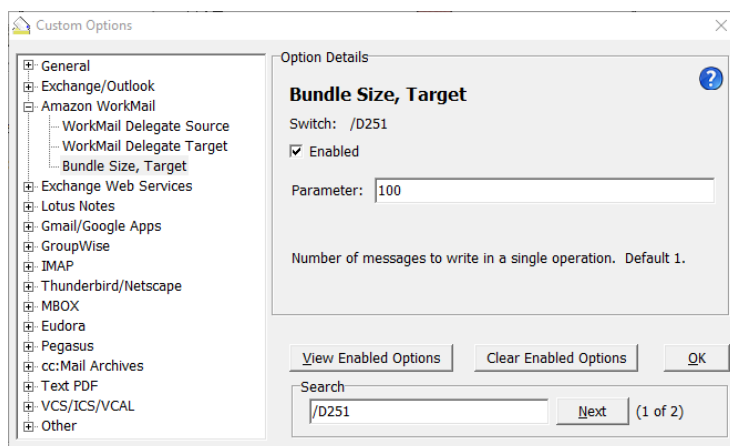 Custom Options
General
Exchange/Outlook
Amazon WorkMail
WorkMail Delegate Source
WorkMail Delegate Target
Bundle Size, Target
Exchange Web Services
Lotus Notes
Gmail/Google Apps
GroupWise
IMAP
Thunderbird/Netscape
MBOX
Eudora
Pegasus
cc:Mail Archives
Text PDF
VCS/ICS/VCAL
Other
Option Details
Bundle Size, Target
Switch: /D251
Enabled
Parameter: 100
Number of messages to write in a single operation. Default 1.
View Enabled Options Clear Enabled Options OK
Search
/D251 Next (1 of 2)